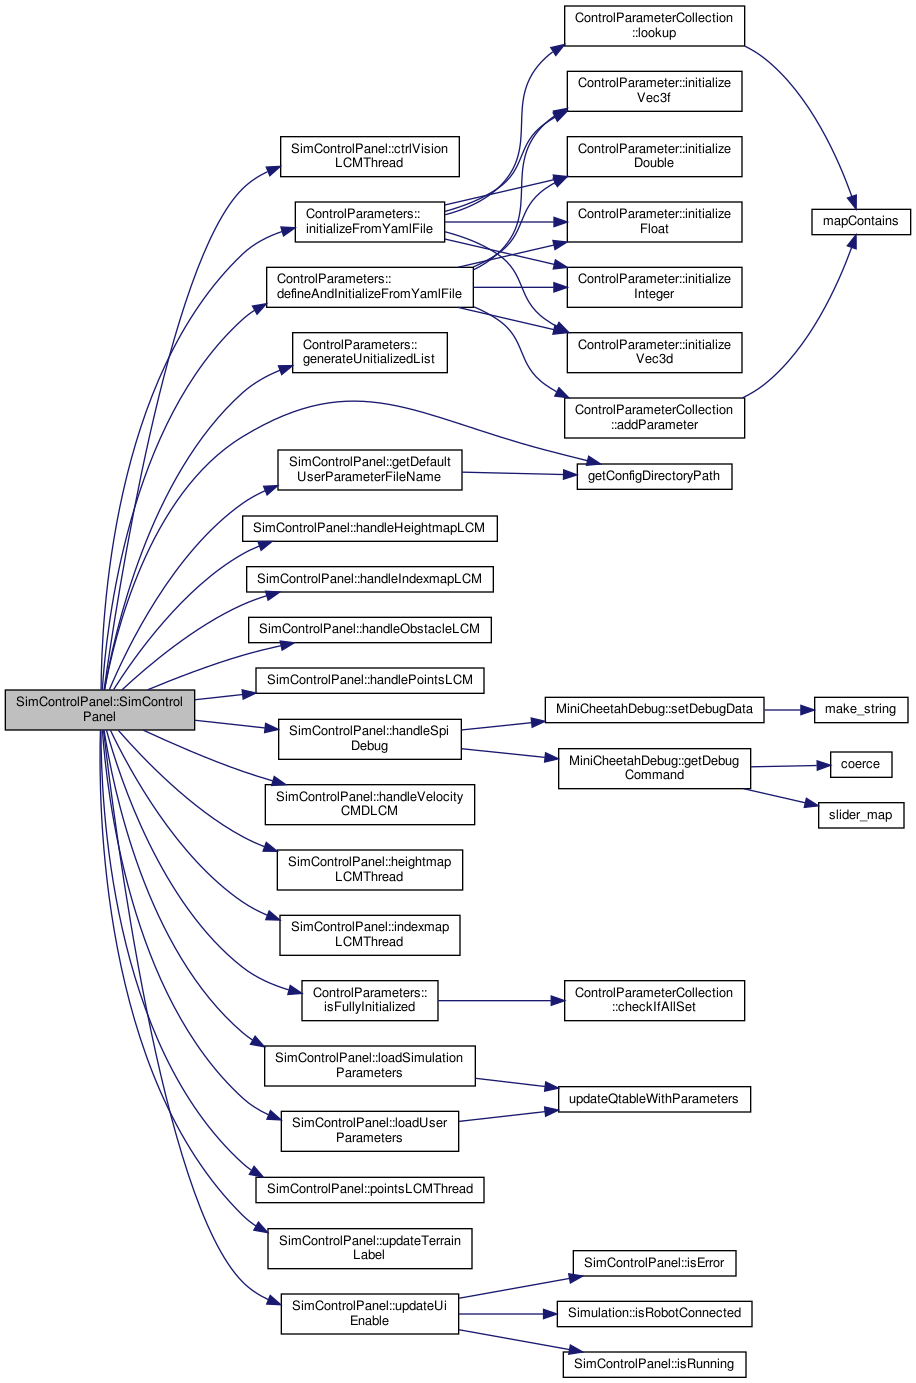 SimControlPanel::SimControl
Panel
SimControlPanel::ctrlVision
LCMThread
ControlParameters::
initializeFromYamlFile
ControlParameters::
defineAndInitializeFromYamlFile
ControlParameters::
generateUnitializedList
SimControlPanel::getDefault
UserParameterFileName
SimControlPanel::handleHeightmapLCM
SimControlPanel::handleIndexmapLCM
SimControlPanel::handleObstacleLCM
SimControlPanel::handlePointsLCM
SimControlPanel::handleSpi
Debug
SimControlPanel::handleVelocity
CMDLCM
SimControlPanel::heightmap
LCMThread
SimControlPanel::indexmap
LCMThread
ControlParameters::
isFullyInitialized
SimControlPanel::loadSimulation
Parameters
SimControlPanel::loadUser
Parameters
SimControlPanel::pointsLCMThread
SimControlPanel::updateTerrain
Label
SimControlPanel::updateUi
Enable
ControlParameterCollection
::lookup
ControlParameter::initialize
Vec3f
ControlParameter::initialize
Double
ControlParameter::initialize
Float
ControlParameter::initialize
Integer
ControlParameter::initialize
Vec3d
ControlParameterCollection
::addParameter
getConfigDirectoryPath
MiniCheetahDebug::setDebugData
MiniCheetahDebug::getDebug
Command
ControlParameterCollection
::checkIfAllSet
updateQtableWithParameters
SimControlPanel::isError
Simulation::isRobotConnected
SimControlPanel::isRunning
mapContains
make_string
coerce
slider_map